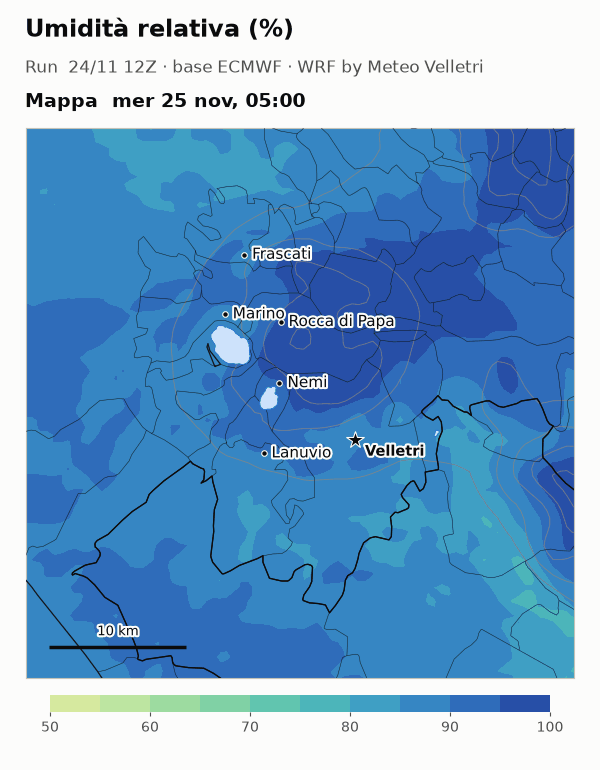 Umidità relativa (%)
Run  24/11 12Z · base ECMWF · WRF by Meteo Velletri
Mappa  mer 25 nov, 05:00
Frascati
Marino
Rocca di Papa
Nemi
Velletri
Lanuvio
10 km
50 60 70 80 90 100